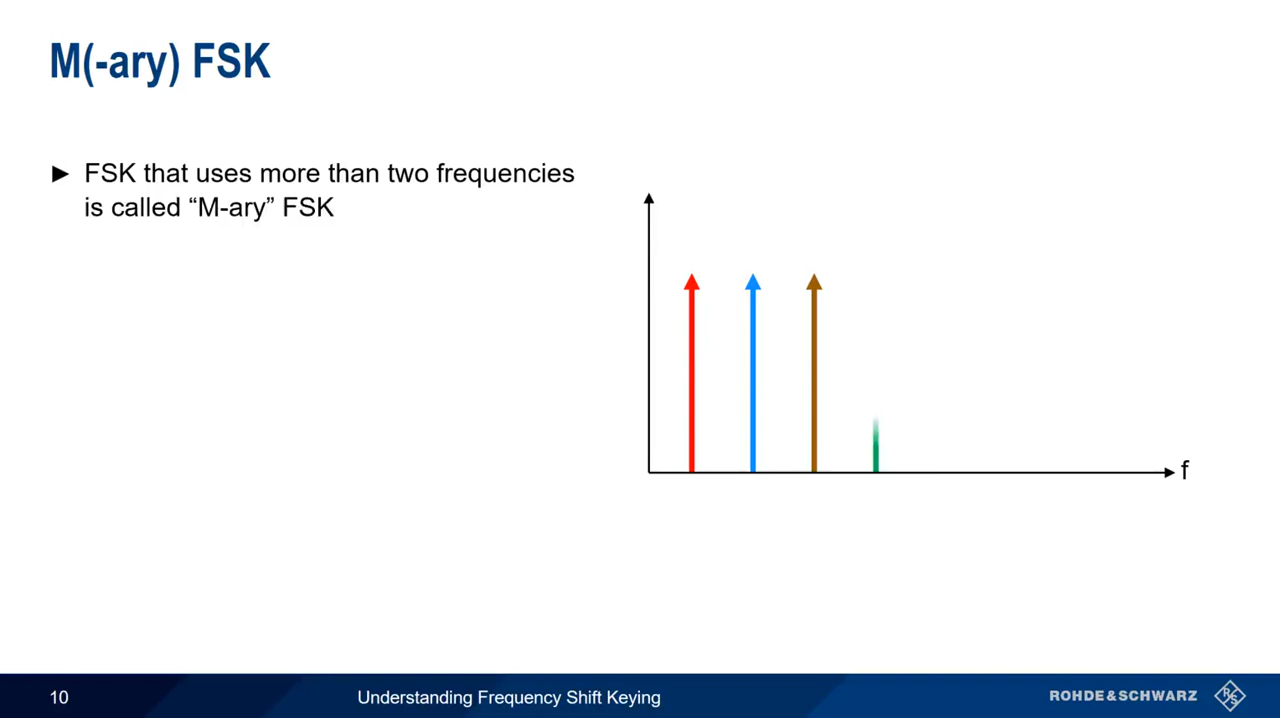 M(-ary) FSK
► FSK that uses more than two frequencies
is called “M-ary” FSK
f
10
Understanding Frequency Shift Keying
ROHDE&SCHWARZ
R&S